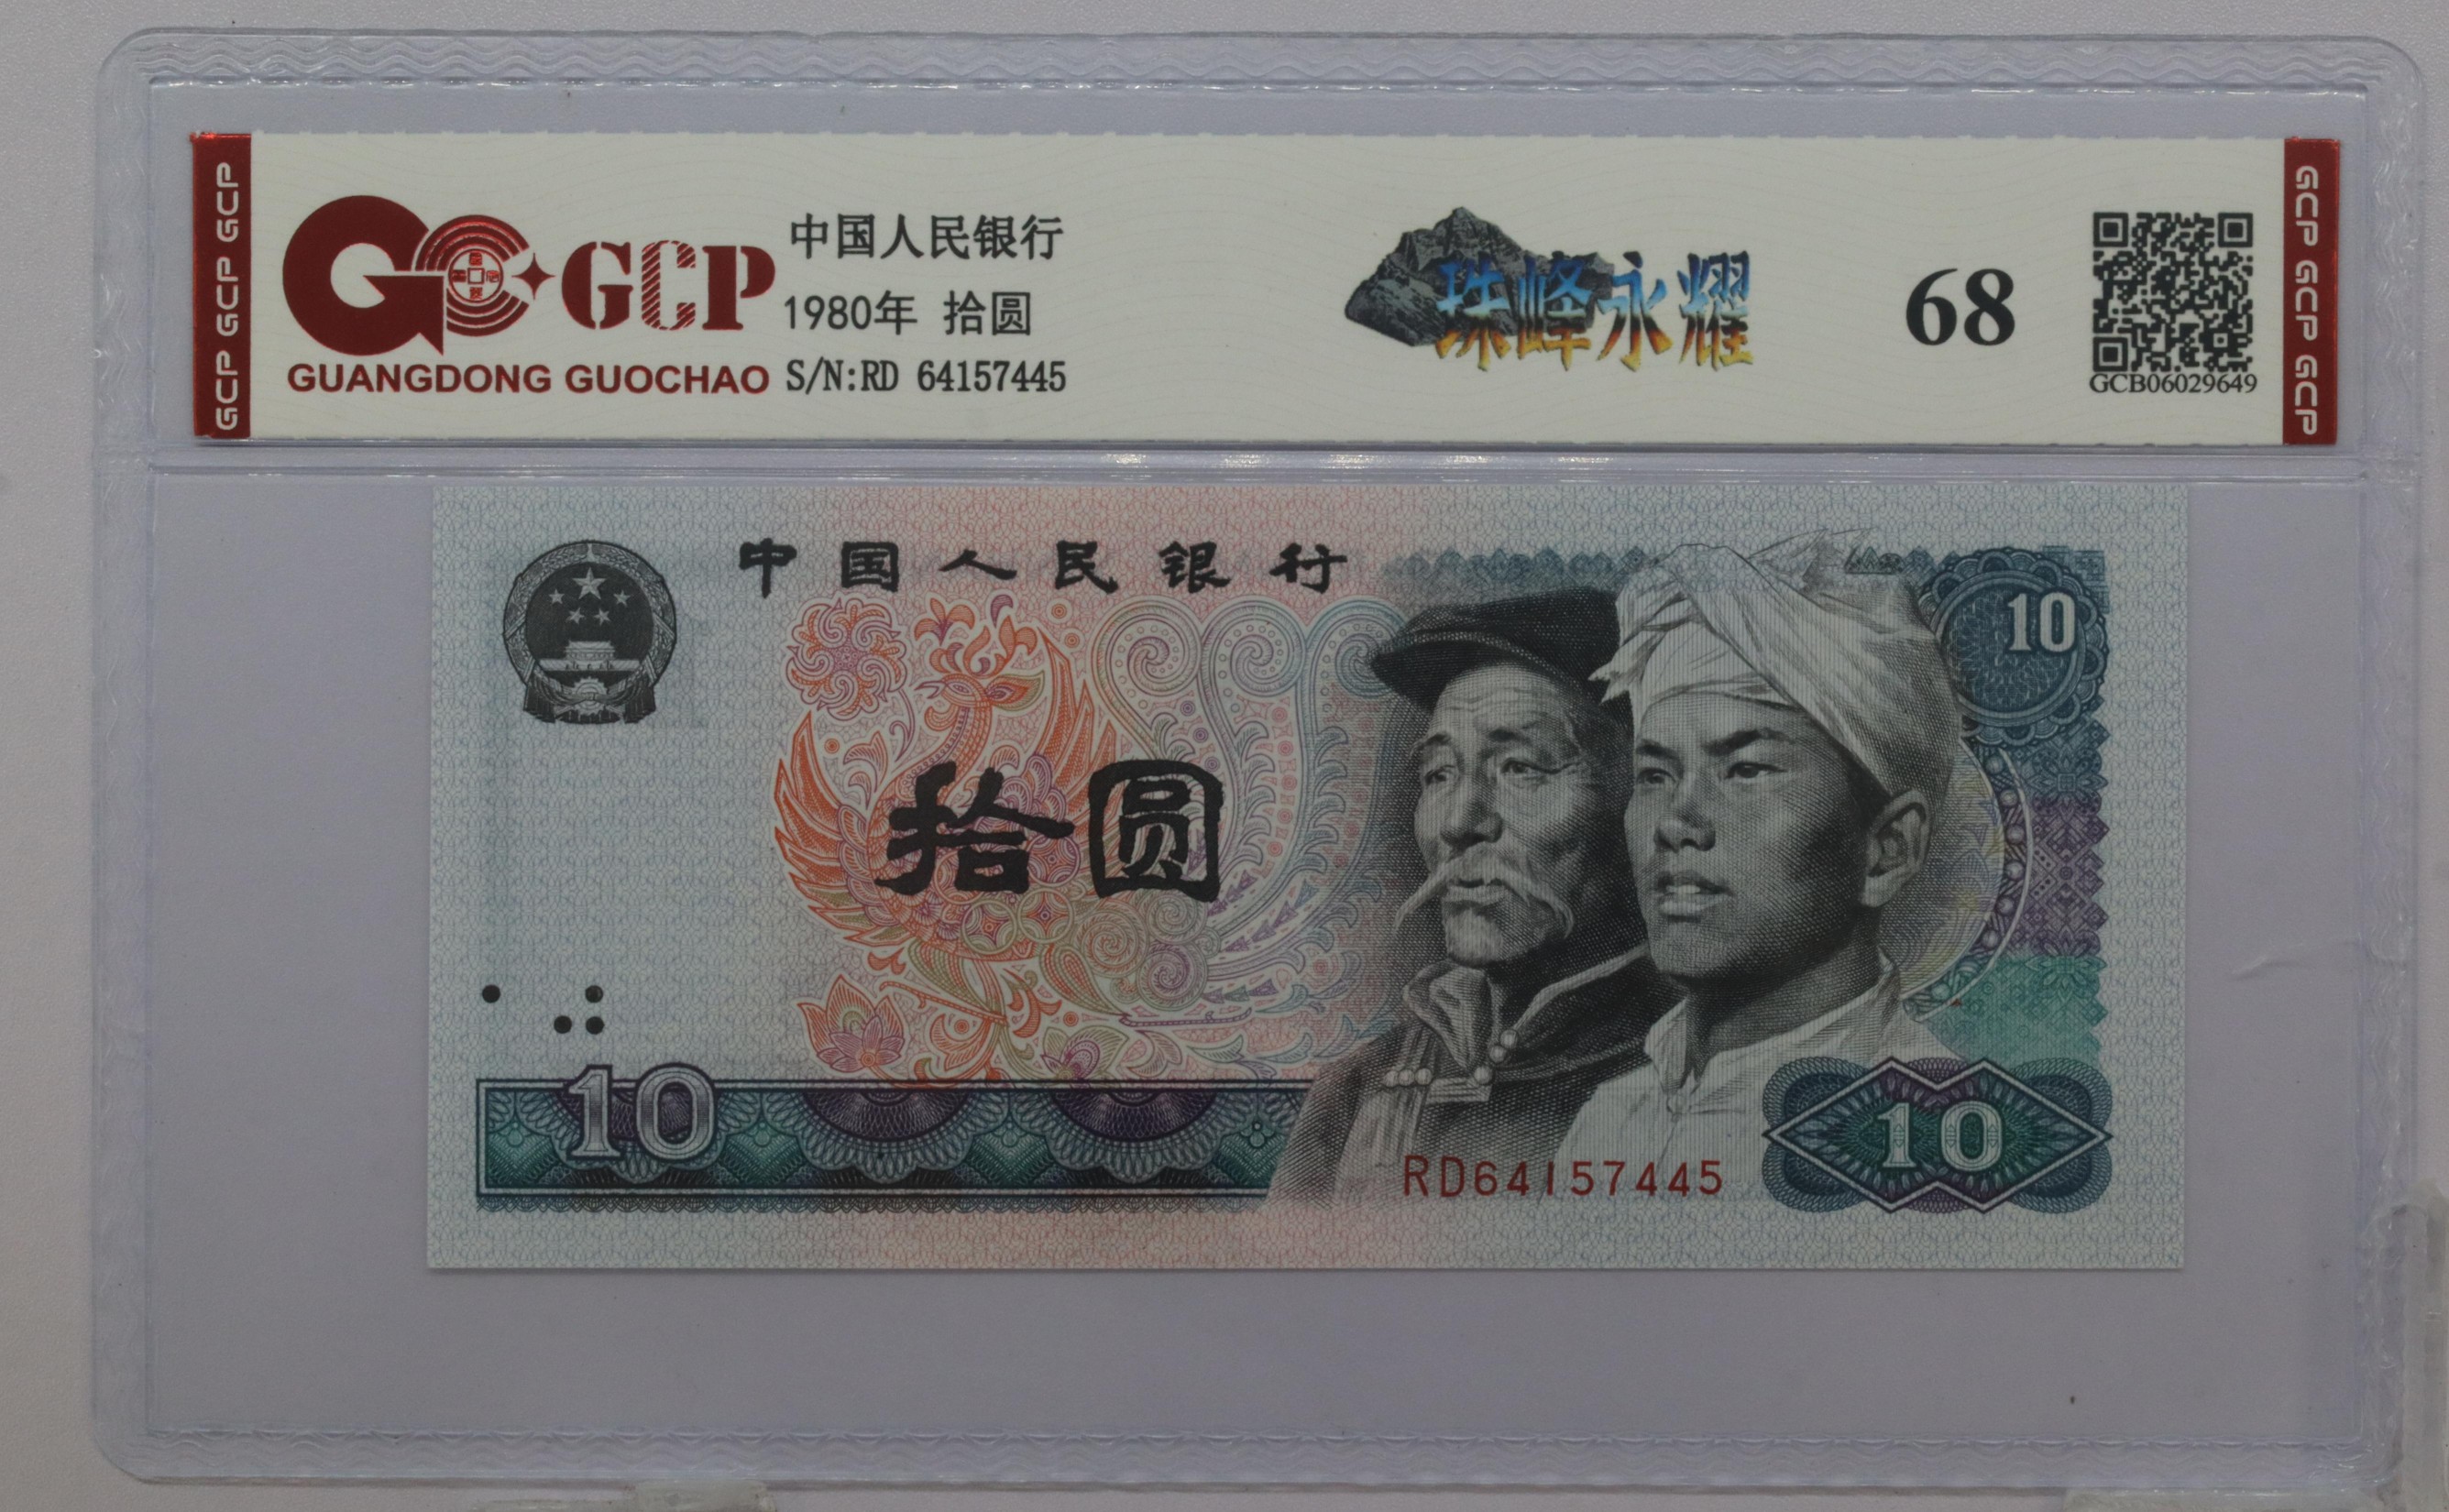 GCP GCP GCP
GCP
GUANGDONG GUOCHAO
中国人民银行
1980年 拾圆
S/N:RD 64157445
珠峰永耀
68
GCB06029649
GCP GCP GCP
中国人民银行
10
拾圆
10
RD64157445
10